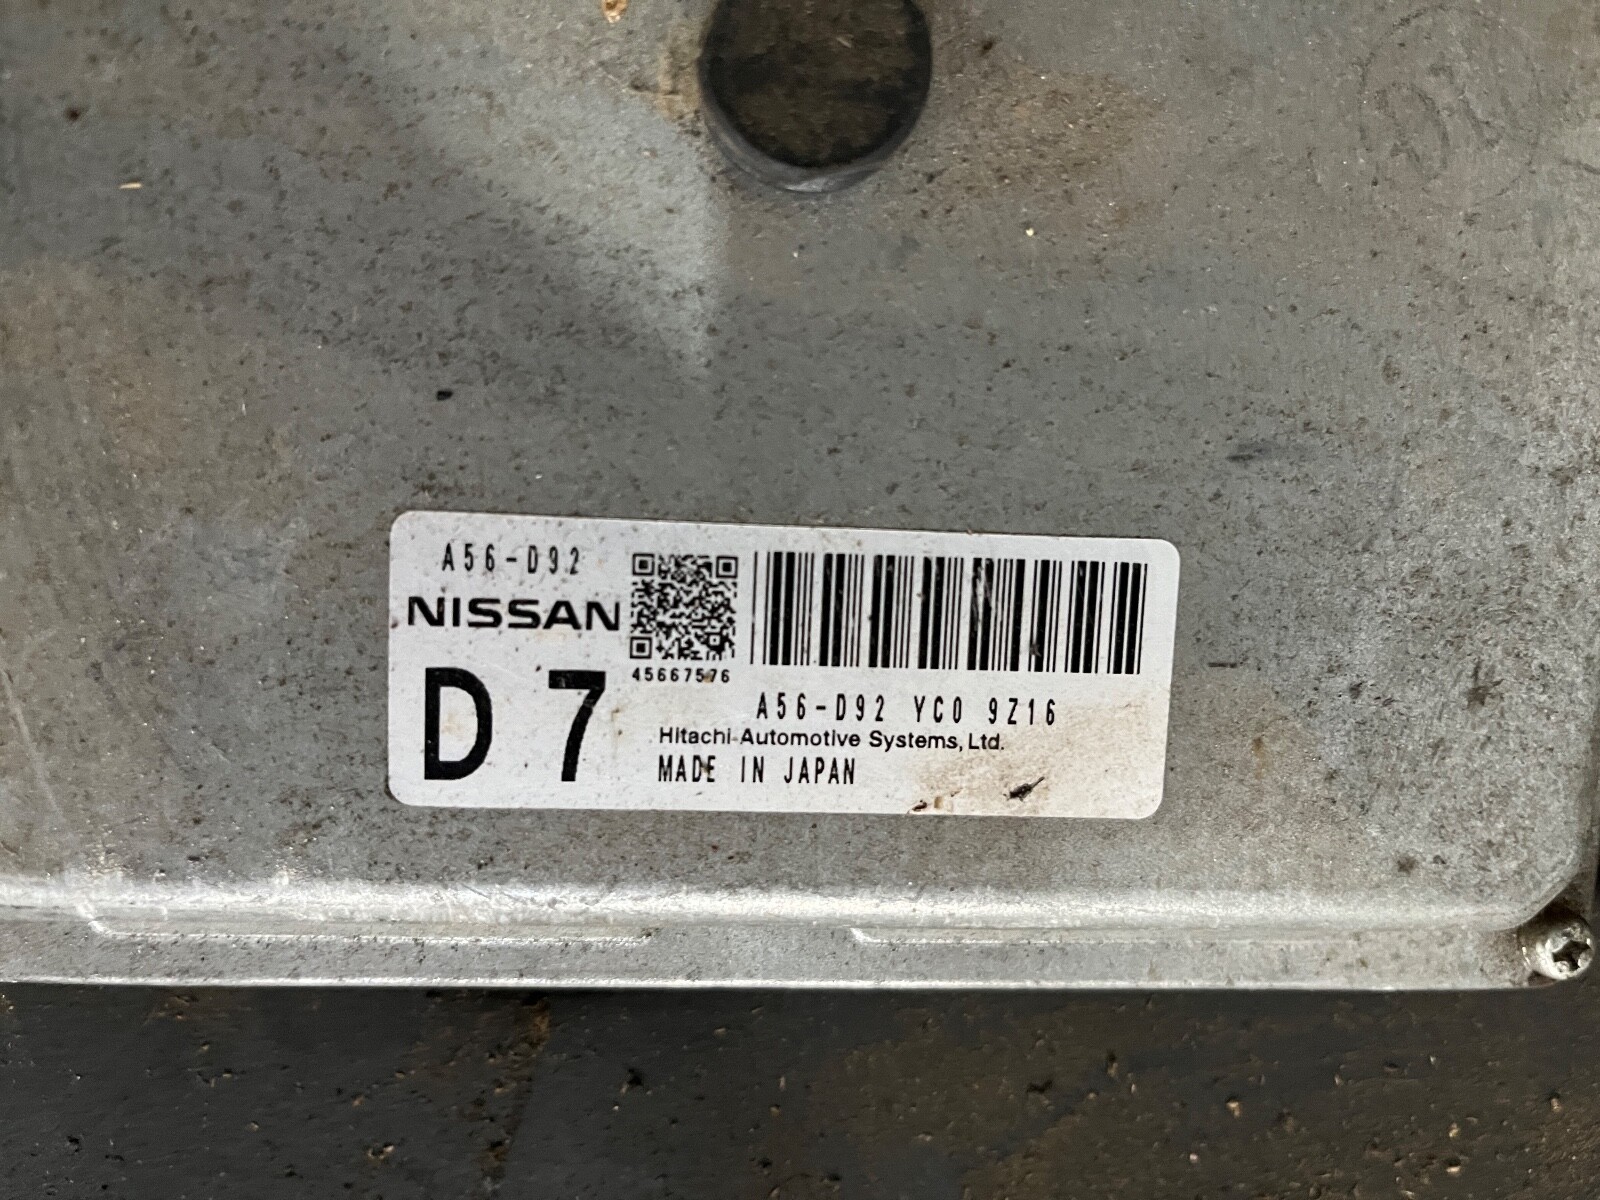 A56-D92
NISSAN
D7
45667576
A56-D92 YC0 9Z16
Hitachi Automotive Systems, Ltd.
MADE IN JAPAN